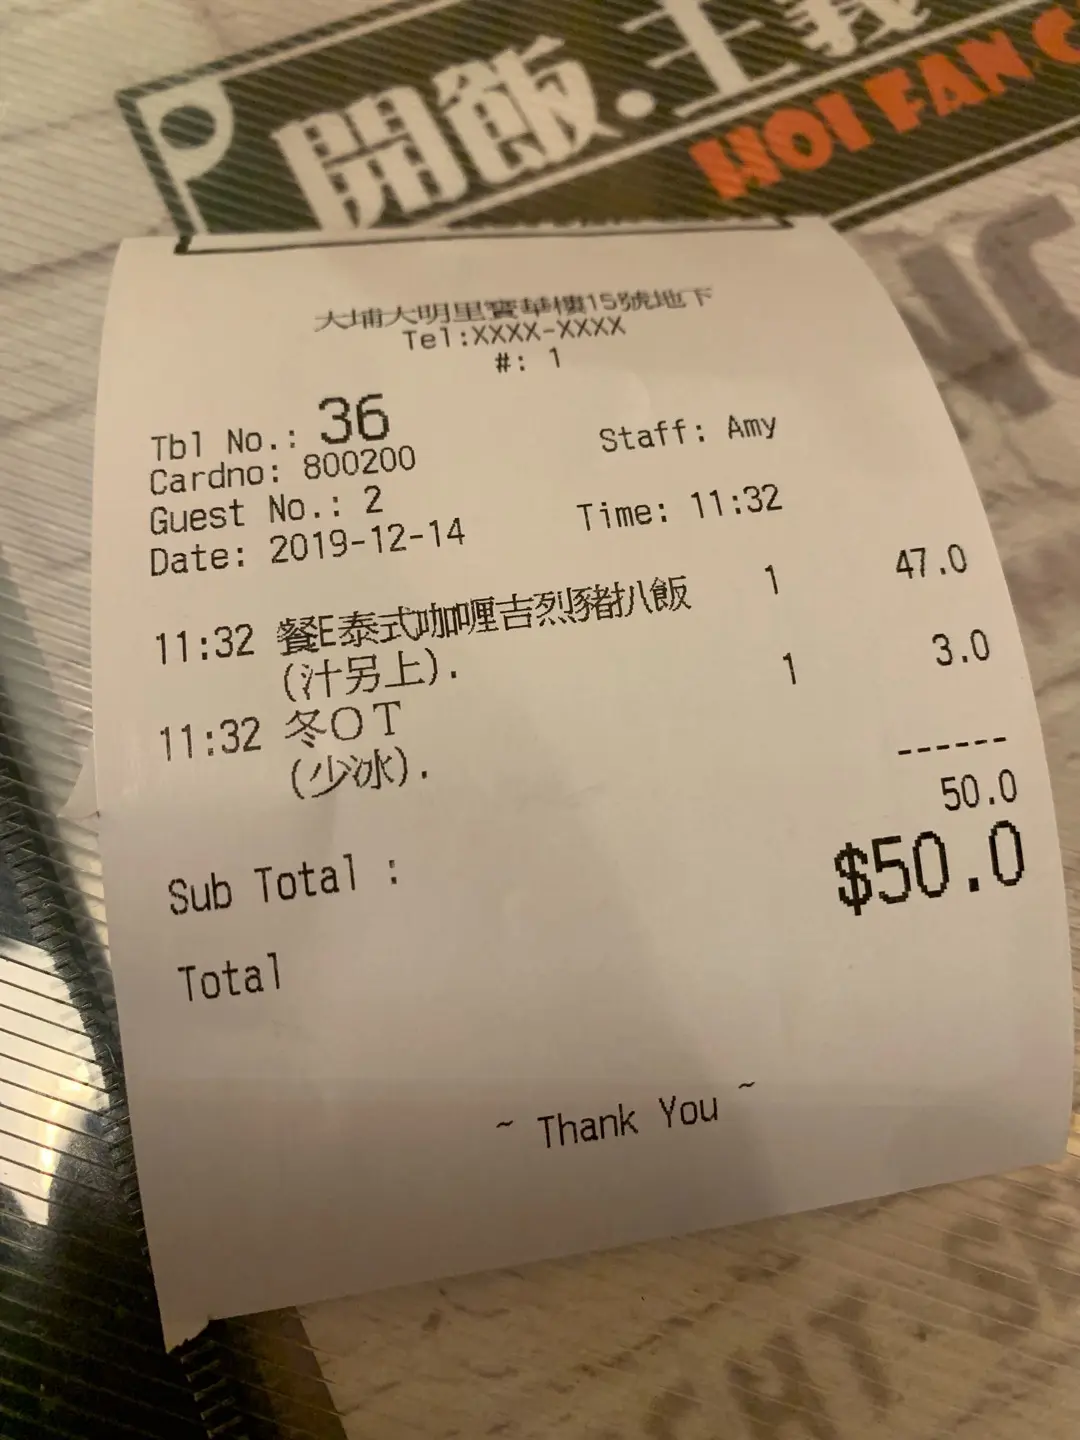 開飯.主義
HOI FAN C
大埔大明里寶華樓15號地下
Tel:XXXX-XXXX
#: 1
Tbl No.: 36 Staff: Amy
Cardno: 800200
Guest No.: 2 Time: 11:32
Date: 2019-12-14
11:32 餐E泰式咖喱吉烈豬扒飯 1 47.0
(汁另上).
11:32 冬OT 1 3.0
(少冰).
------
Sub Total : 50.0
Total $50.0
~ Thank You ~